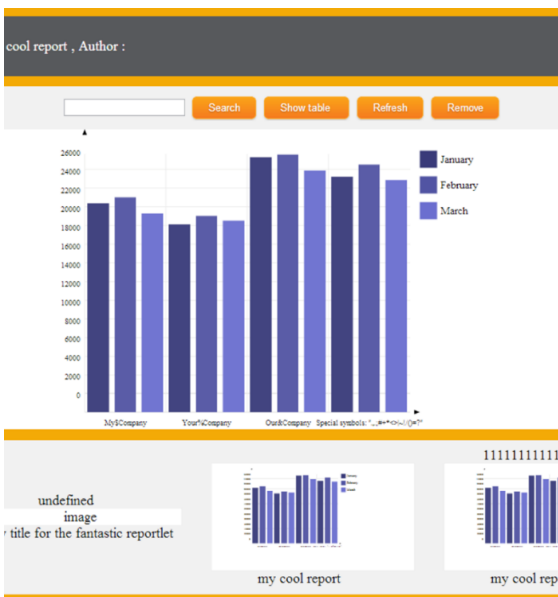 cool report , Author :
Search Show table Refresh Remove
26000
24000
22000
20000
18000
16000
14000
12000
10000
8000
6000
4000
2000
0
January
February
March
My$Company Your%Company Our&Company
undefined
image
title for the fantastic reportlet
my cool report
my cool rep